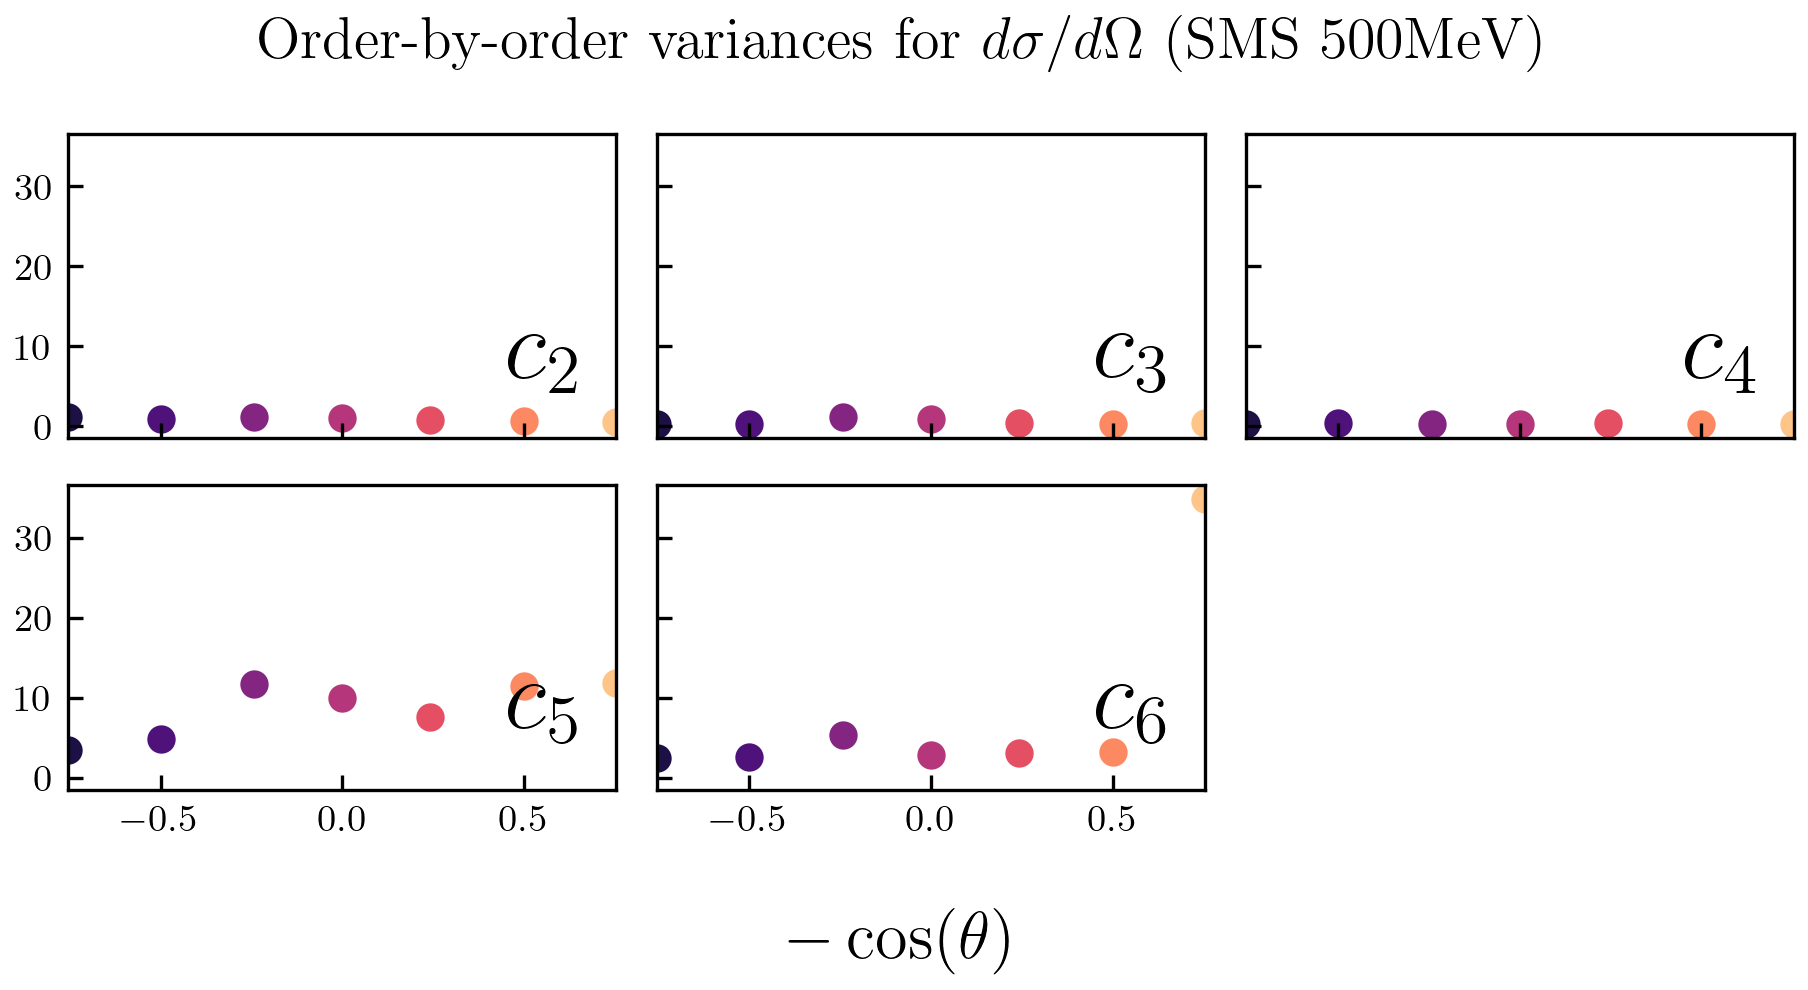 Order-by-order variances for dσ/dΩ (SMS 500MeV)
30
20
10
0
c₂
c₃
c₄
30
20
10
0
c₅
c₆
−0.5 0.0 0.5
−0.5 0.0 0.5
− cos(θ)